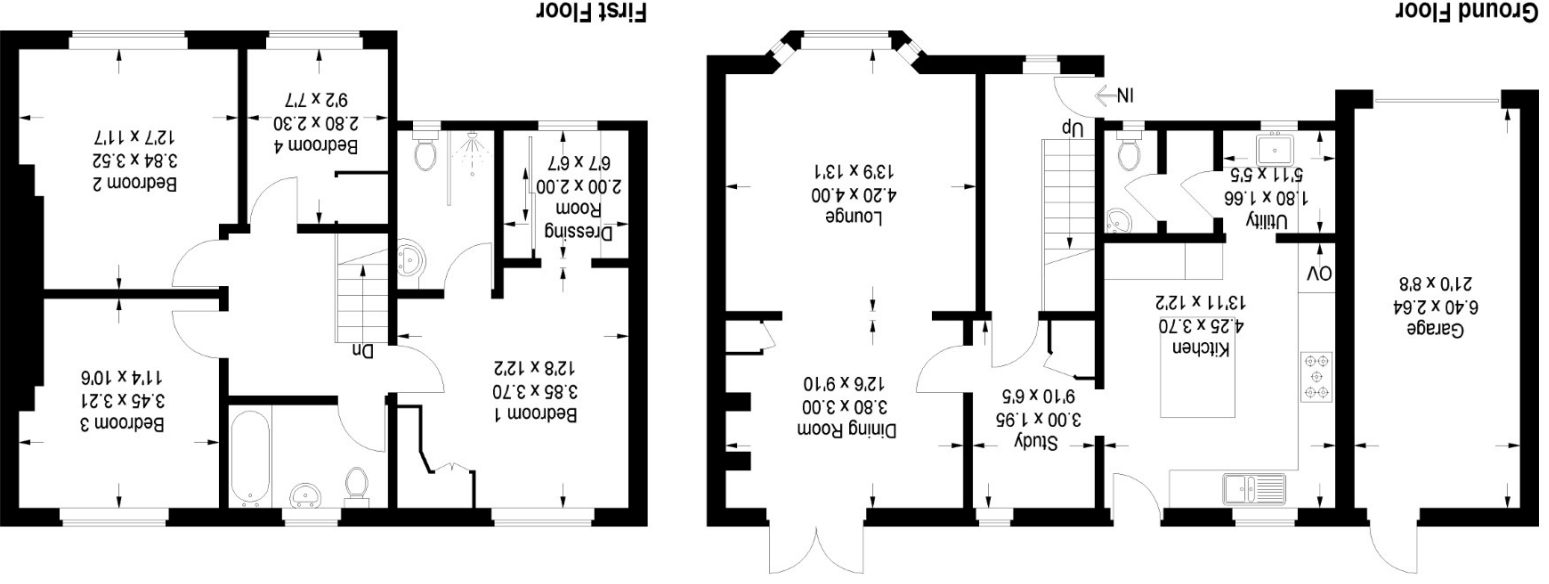 Garage
6.40 x 2.64
21'0 x 8'8
Kitchen
4.25 x 3.70
13'11 x 12'2
OV
Utility
1.80 x 1.66
5'11 x 5'5
Study
3.00 x 1.95
9'10 x 6'5
Dining Room
3.80 x 3.00
12'6 x 9'10
Lounge
4.20 x 4.00
13'9 x 13'1
Up
IN
Ground Floor
Bedroom 1
3.85 x 3.70
12'8 x 12'2
Dressing
Room
2.00 x 2.00
6'7 x 6'7
Dn
Bedroom 3
3.45 x 3.21
11'4 x 10'6
Bedroom 4
2.80 x 2.30
9'2 x 7'7
Bedroom 2
3.84 x 3.52
12'7 x 11'7
First Floor